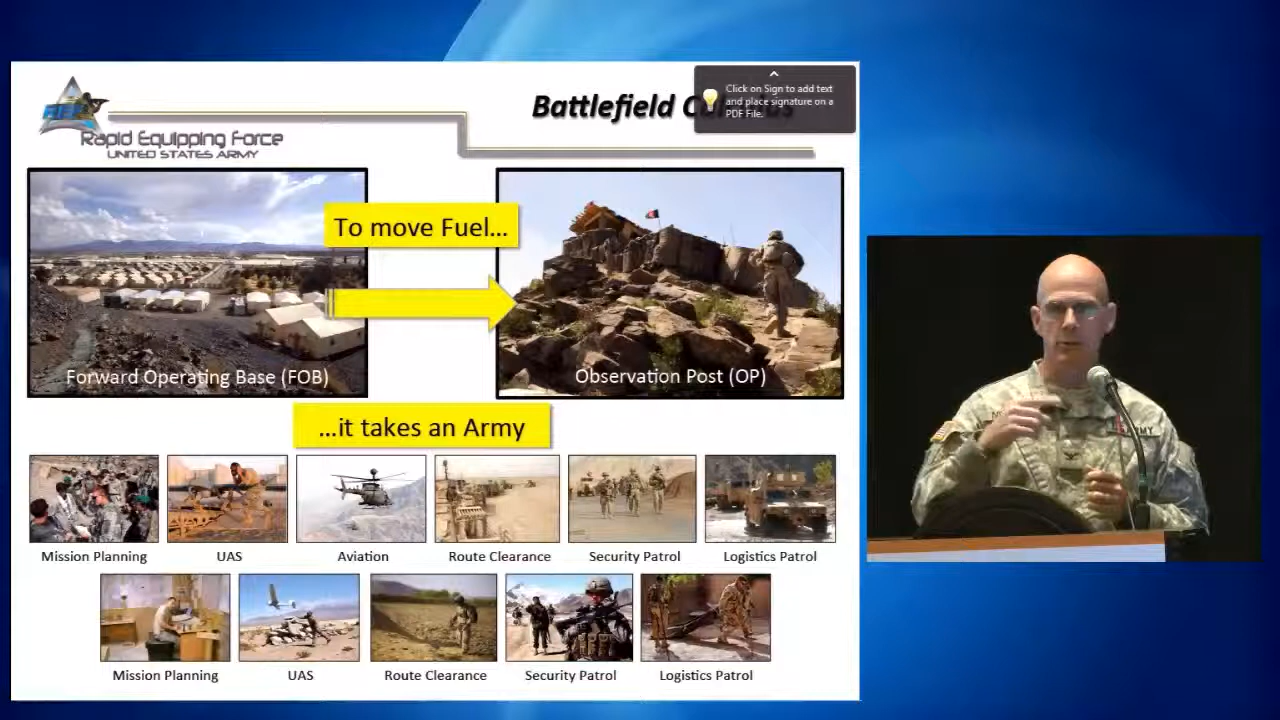 Battlefield C
Click on Sign to add text
and place signature on a
PDF File.
Rapid Equipping Force
UNITED STATES ARMY
To move Fuel...
Forward Operating Base (FOB)
Observation Post (OP)
...it takes an Army
Mission Planning
UAS
Aviation
Route Clearance
Security Patrol
Logistics Patrol
Mission Planning
UAS
Route Clearance
Security Patrol
Logistics Patrol
ARMY